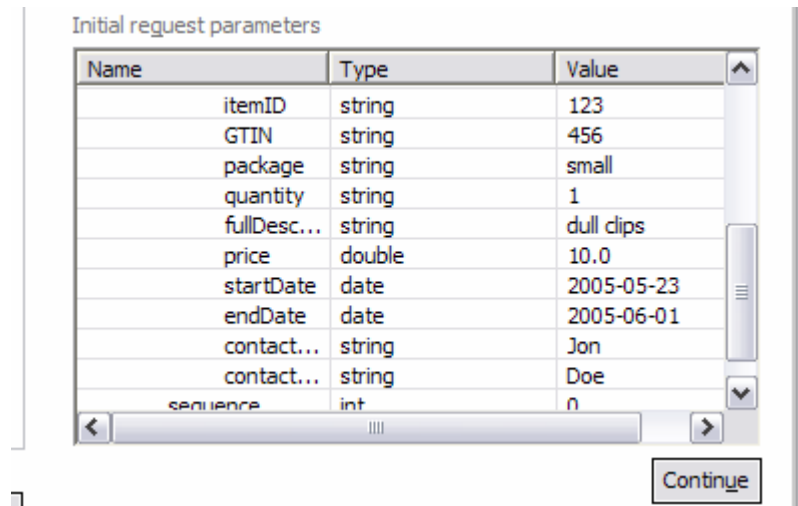 Initial request parameters
Name Type Value
itemID string 123
GTIN string 456
package string small
quantity string 1
fullDesc... string dull clips
price double 10.0
startDate date 2005-05-23
endDate date 2005-06-01
contact... string Jon
contact... string Doe
sequence int 0
Continue